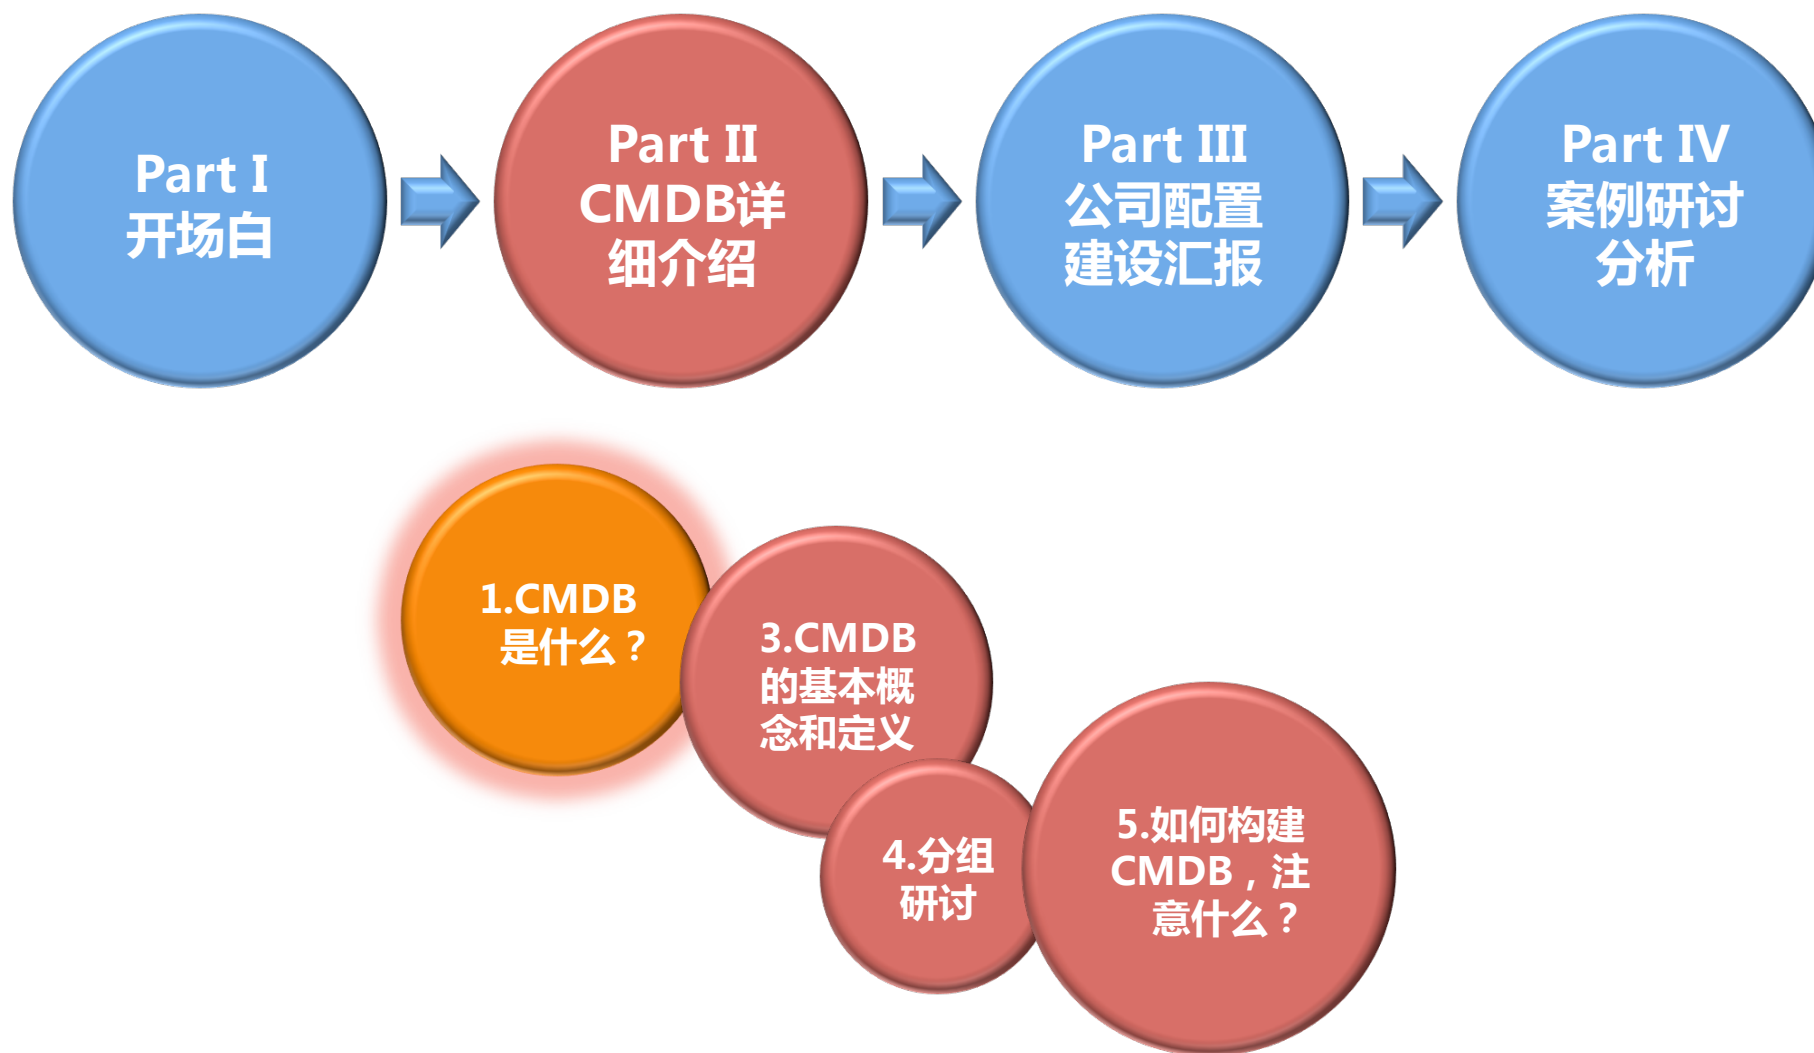 Part I
开场白
Part II
CMDB详
细介绍
Part III
公司配置
建设汇报
Part IV
案例研讨
分析
1.CMDB
是什么？
3.CMDB
的基本概
念和定义
4.分组
研讨
5.如何构建
CMDB，注
意什么？